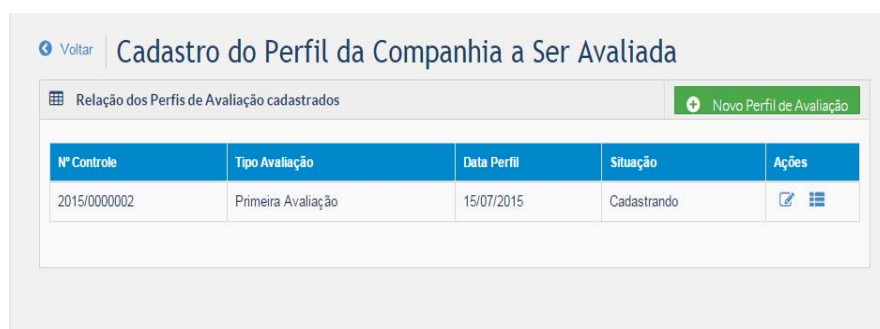 Voltar Cadastro do Perfil da Companhia a Ser Avaliada
Relação dos Perfis de Avaliação cadastrados Novo Perfil de Avaliação
Nº Controle Tipo Avaliação Data Perfil Situação Ações
2015/0000002 Primeira Avaliação 15/07/2015 Cadastrando